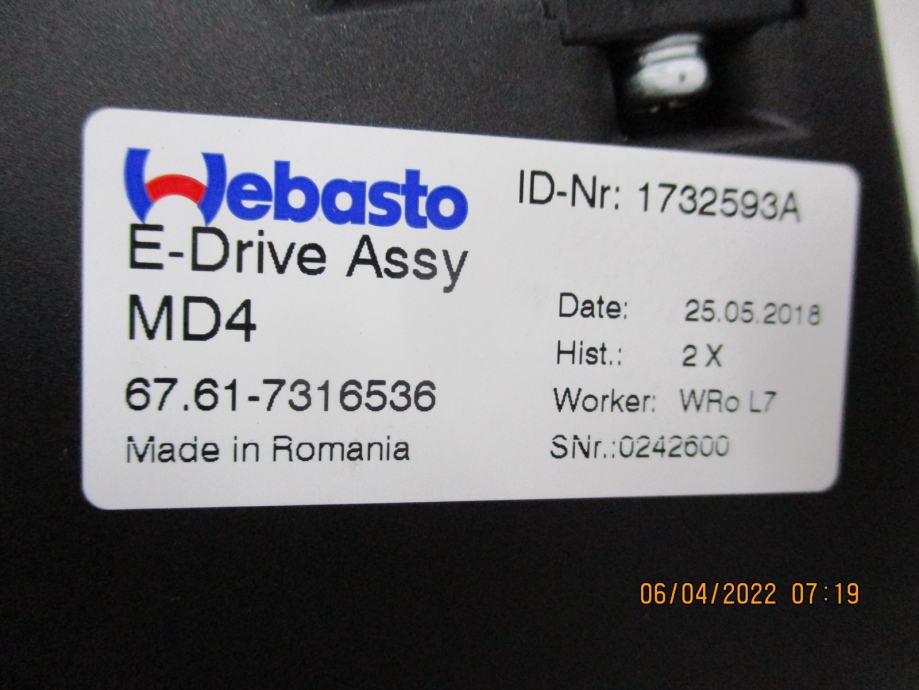 Webasto
E-Drive Assy
MD4
67.61-7316536
Made in Romania
ID-Nr: 1732593A
Date: 25.05.2018
Hist.: 2 X
Worker: WRo L7
SNr.:0242600
06/04/2022 07:19